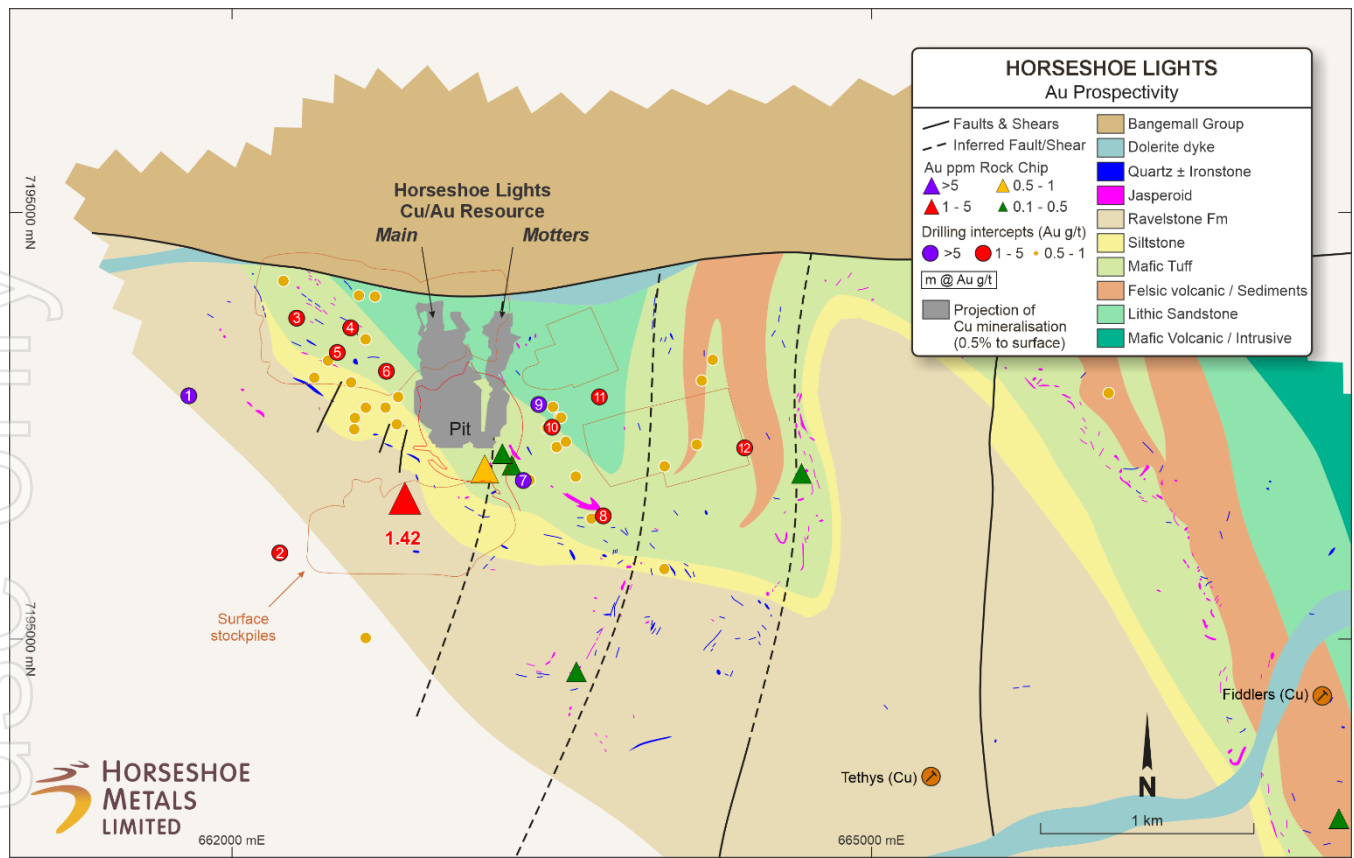 HORSESHOE LIGHTS
Au Prospectivity
Faults & Shears
Inferred Fault/Shear
Au ppm Rock Chip
>5
0.5 - 1
1 - 5
0.1 - 0.5
Drilling intercepts (Au g/t)
>5
1 - 5
0.5 - 1
m @ Au g/t
Projection of
Cu mineralisation
(0.5% to surface)
Bangemall Group
Dolerite dyke
Quartz ± Ironstone
Jasperoid
Ravelstone Fm
Siltstone
Mafic Tuff
Felsic volcanic / Sediments
Lithic Sandstone
Mafic Volcanic / Intrusive
7195000 mN
Horseshoe Lights
Cu/Au Resource
Main
Motters
3
4
5
6
1
9
11
10
12
Pit
7
8
1.42
2
Surface
stockpiles
7195000 mN
Fiddlers (Cu)
Tethys (Cu)
N
1 km
HORSESHOE
METALS
LIMITED
662000 mE
665000 mE